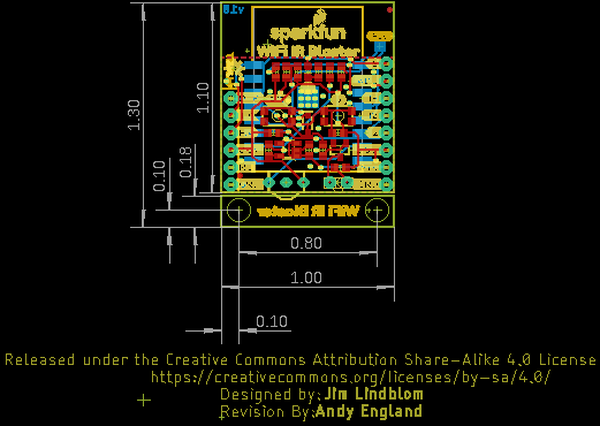 v1.0
sparkfun
WiFi IR Blaster
1.30
1.10
0.18
0.10
WiFi IR Blaster
0.80
1.00
0.10
Released under the Creative Commons Attribution Share-Alike 4.0 License
https://creativecommons.org/licenses/by-sa/4.0/
Designed by: Jim Lindblom
Revision By: Andy England